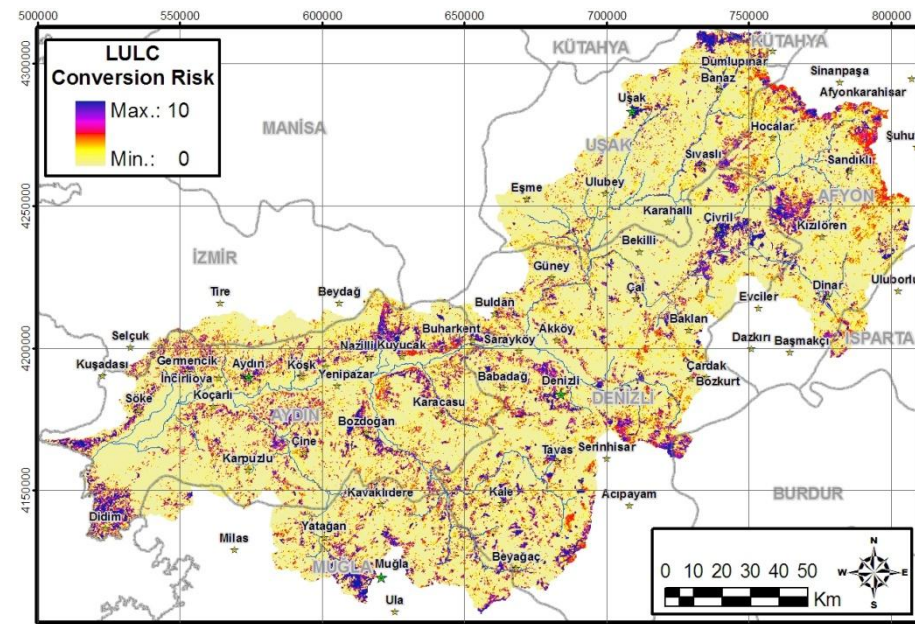 500000 550000 600000 650000 700000 750000 800000
LULC
Conversion Risk
Max.: 10
Min.: 0
4300000
4250000
4200000
4150000
KÜTAHYA
KÜTAHYA
Dumlupınar
Banaz
Sinanpaşa
Afyonkarahisar
Uşak
MANİSA
Hocalar
Şuhut
UŞAK
Sıvaslı
Sandıklı
Eşme
Ulubey
AFYON
Karahallı
Çivril
Kızılören
Bekilli
İZMİR
Güney
Dinar
Uluborlu
Tire
Beydağ
Buldan
Çal
Evciler
Baklan
Selçuk
Buharkent
Sarayköy
Akköy
Dazkırı
Başmakçı
ISPARTA
Kuşadası
Germencik
Aydın
Köşk
Nazilli
Kuyucak
İncirliova
Yenipazar
Babadağ
Denizli
Çardak
Bozkurt
Söke
Koçarlı
AYDIN
Karacasu
DENİZLİ
Bozdoğan
Çine
Karpuzlu
Tavas
Serinhisar
Kavaklıdere
Kale
Acıpayam
BURDUR
Didim
Milas
Yatağan
Beyağaç
MUĞLA
Muğla
Ula
N
W
E
S
0 10 20 30 40 50
Km